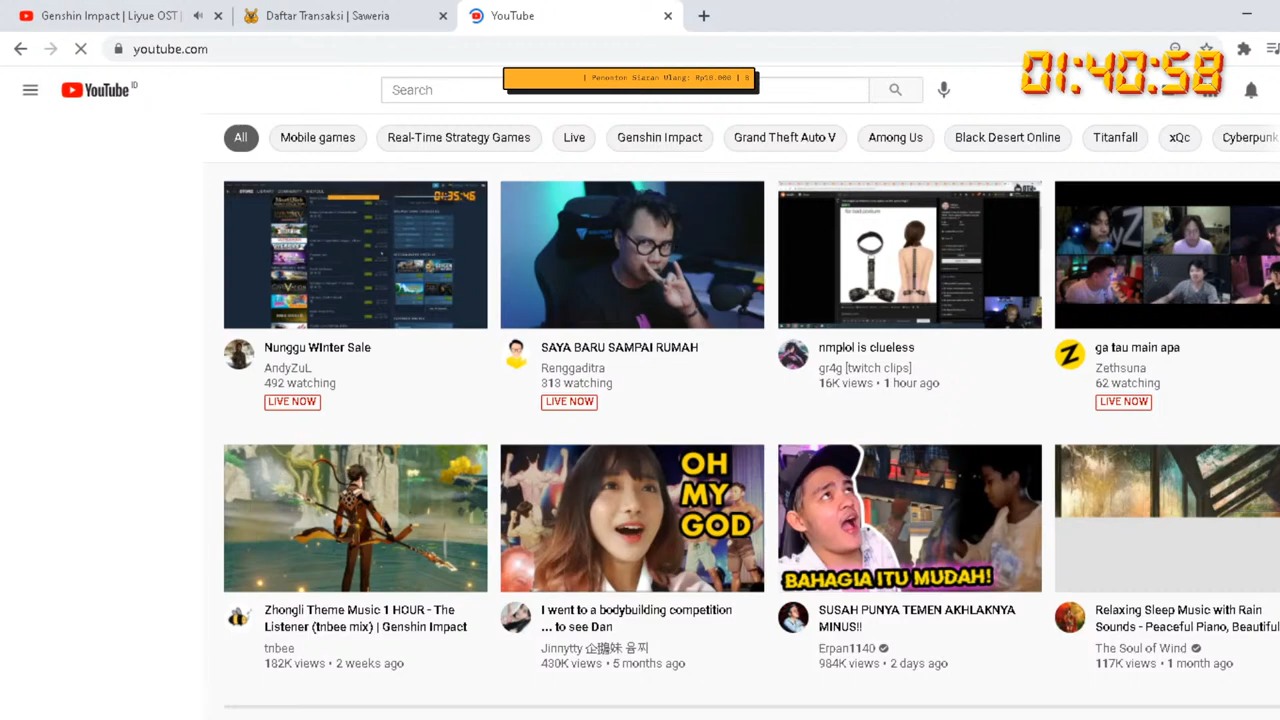 Genshin Impact | Liyue OST |
Daftar Transaksi | Saweria
YouTube
youtube.com
| Penonton Siaran Ulang: Rp10.000 |
01:40:58
YouTube ID
Search
All
Mobile games
Real-Time Strategy Games
Live
Genshin Impact
Grand Theft Auto V
Among Us
Black Desert Online
Titanfall
xQc
Cyberpunk
01:35:46
Nunggu Winter Sale
AndyZuL
492 watching
LIVE NOW
SAYA BARU SAMPAI RUMAH
Renggaditra
313 watching
LIVE NOW
nmplol is clueless
gr4g [twitch clips]
16K views • 1 hour ago
ga tau main apa
Zethsuna
62 watching
LIVE NOW
OH
MY
GOD
BAHAGIA ITU MUDAH!
Zhongli Theme Music 1 HOUR - The
Listener (tnbee mix) | Genshin Impact
tnbee
182K views • 2 weeks ago
I went to a bodybuilding competition
... to see Dan
Jinnytty
430K views • 5 months ago
SUSAH PUNYA TEMEN AKHLAKNYA
MINUS!!
Erpan1140
984K views • 2 days ago
Relaxing Sleep Music with Rain
Sounds - Peaceful Piano, Beautiful
The Soul of Wind
117K views • 1 month ago